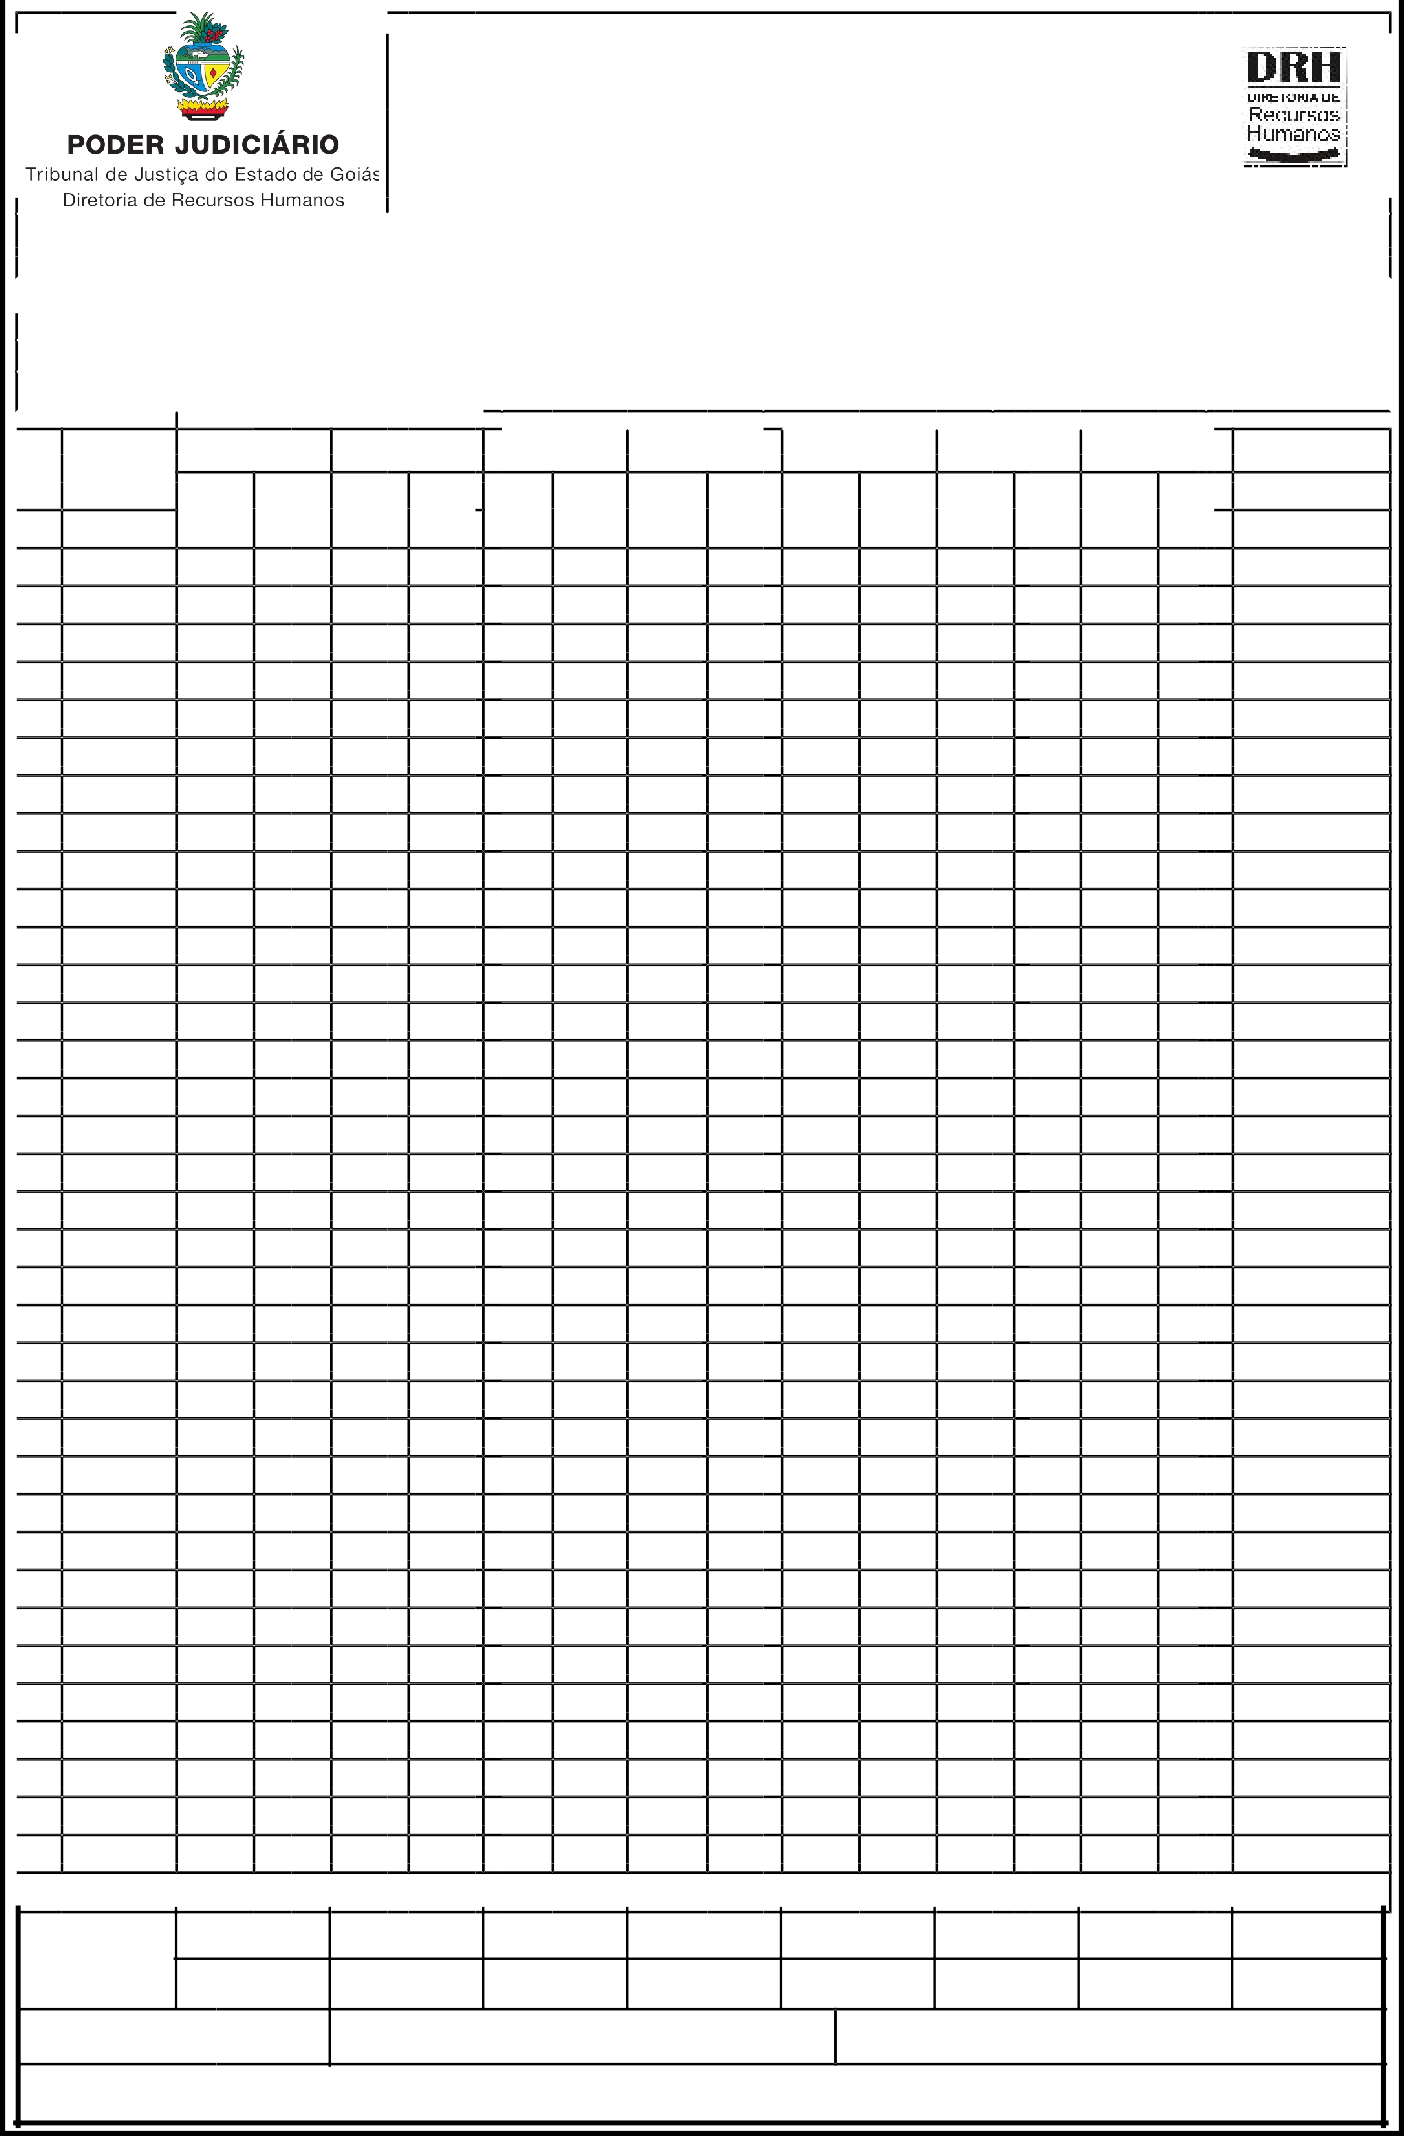 PODER JUDICIÁRIO
Tribunal de Justiça do Estado de Goiás
Diretoria de Recursos Humanos
DRH
DIRETORIA DE
Recursos
Humanos